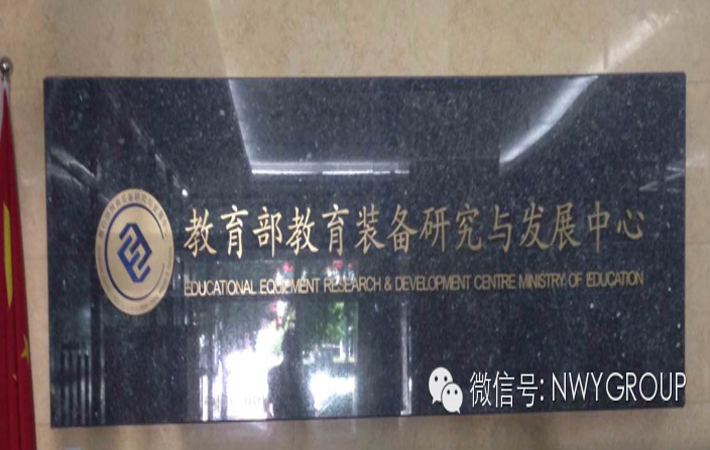 教育部教育装备研究与发展中心
EDUCATIONAL EQUIPMENT RESEARCH & DEVELOPMENT CENTRE MINISTRY OF EDUCATION
微信号: NWYGROUP